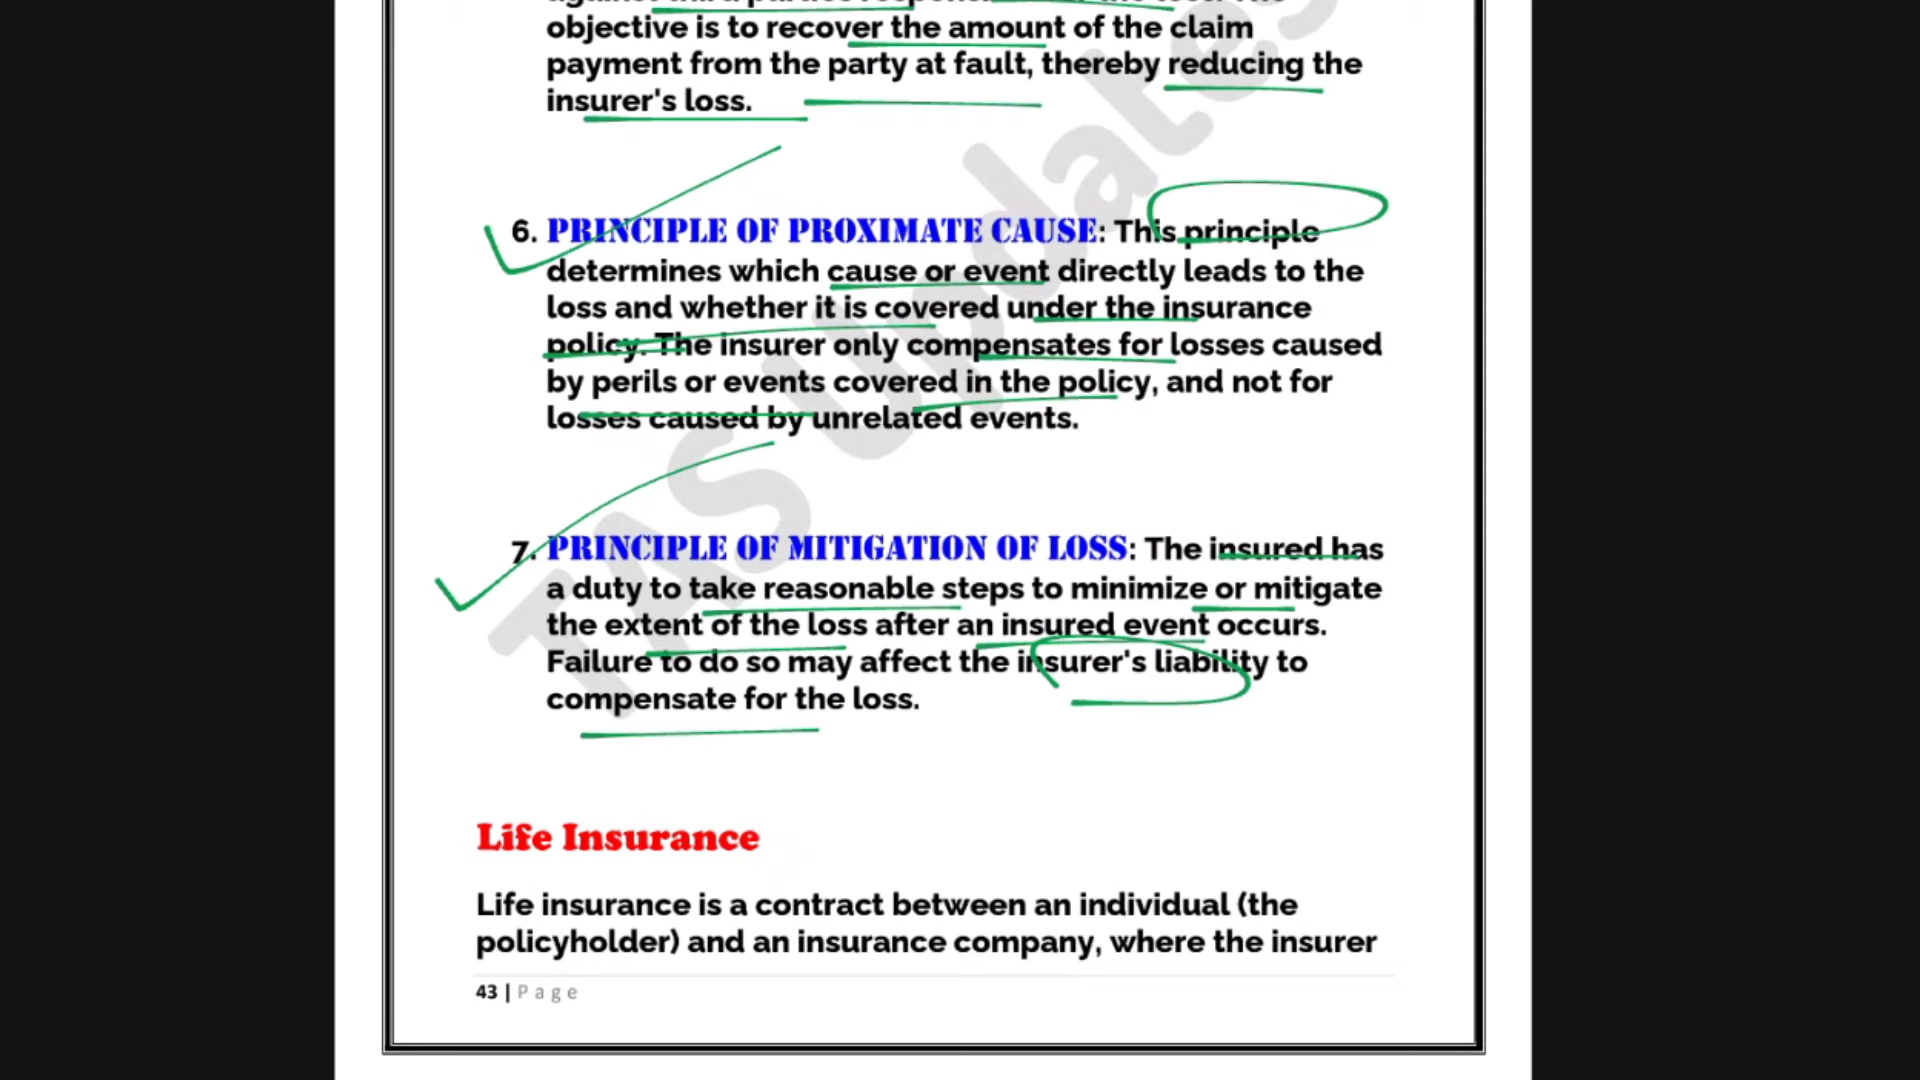 objective is to recover the amount of the claim
payment from the party at fault, thereby reducing the
insurer's loss.
6. PRINCIPLE OF PROXIMATE CAUSE: This principle
determines which cause or event directly leads to the
loss and whether it is covered under the insurance
policy. The insurer only compensates for losses caused
by perils or events covered in the policy, and not for
losses caused by unrelated events.
7. PRINCIPLE OF MITIGATION OF LOSS: The insured has
a duty to take reasonable steps to minimize or mitigate
the extent of the loss after an insured event occurs.
Failure to do so may affect the insurer's liability to
compensate for the loss.
Life Insurance
Life insurance is a contract between an individual (the
policyholder) and an insurance company, where the insurer
43 | Page
TAS Updates